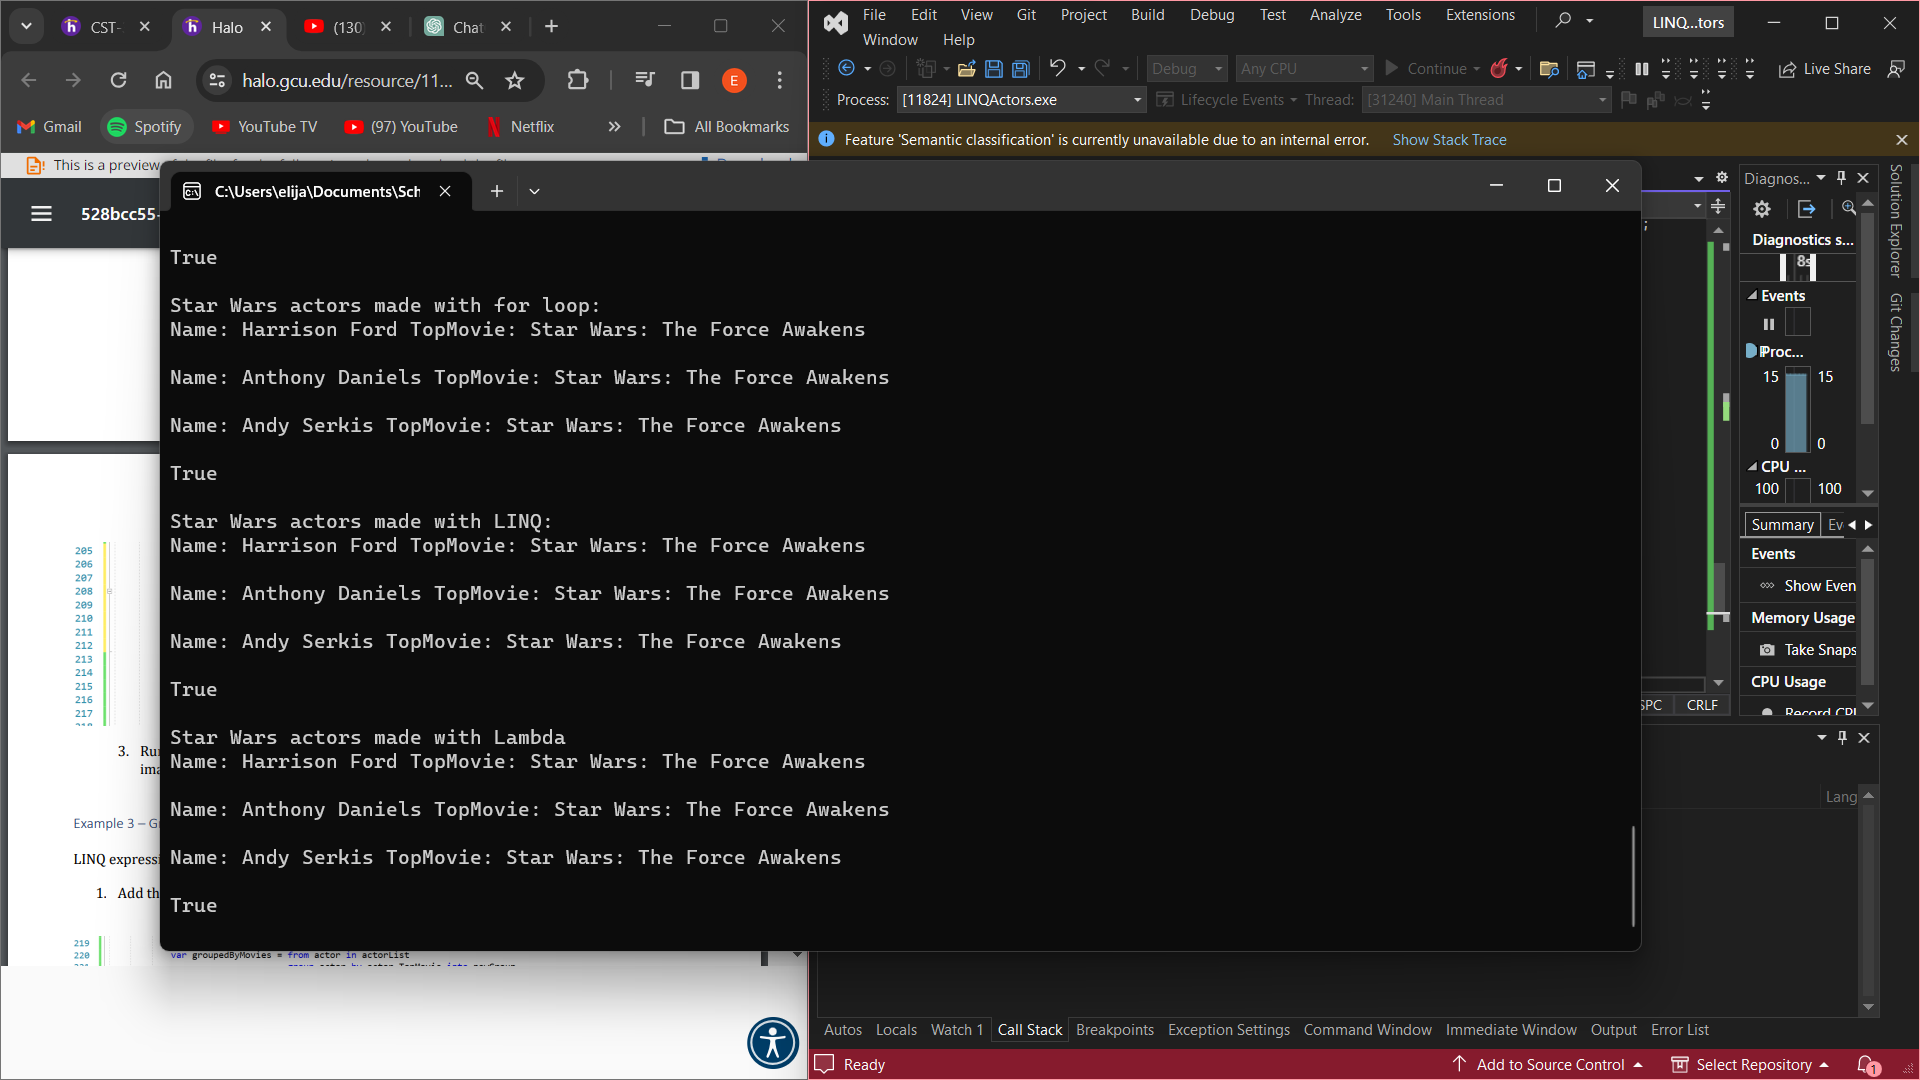 CST-
Halo
(130)
Chat
halo.gcu.edu/resource/11...
E
Gmail
Spotify
YouTube TV
(97) YouTube
Netflix
All Bookmarks
This is a preview
528bcc55-
205
206
207
208
209
210
211
212
213
214
215
216
217
3. Run
ima
Example 3 – Gr
LINQ expressi
1. Add th
219
220
var groupedByMovies = from actor in actorList
C:\Users\elija\Documents\Sch
True
Star Wars actors made with for loop:
Name: Harrison Ford TopMovie: Star Wars: The Force Awakens
Name: Anthony Daniels TopMovie: Star Wars: The Force Awakens
Name: Andy Serkis TopMovie: Star Wars: The Force Awakens
True
Star Wars actors made with LINQ:
Name: Harrison Ford TopMovie: Star Wars: The Force Awakens
Name: Anthony Daniels TopMovie: Star Wars: The Force Awakens
Name: Andy Serkis TopMovie: Star Wars: The Force Awakens
True
Star Wars actors made with Lambda
Name: Harrison Ford TopMovie: Star Wars: The Force Awakens
Name: Anthony Daniels TopMovie: Star Wars: The Force Awakens
Name: Andy Serkis TopMovie: Star Wars: The Force Awakens
True
File Edit View Git Project Build Debug Test Analyze Tools Extensions
Window Help
LINQ...tors
Debug Any CPU Continue Live Share
Process: [11824] LINQActors.exe Lifecycle Events Thread: [31240] Main Thread
Feature 'Semantic classification' is currently unavailable due to an internal error. Show Stack Trace
;
Diagnos...
Diagnostics s...
8s
Events
Proc...
15 15
0 0
CPU ...
100 100
Summary Ev
Events
Show Even
Memory Usage
Take Snaps
CPU Usage
Record CPU
Solution Explorer
Git Changes
SPC CRLF
Lang
Autos Locals Watch 1 Call Stack Breakpoints Exception Settings Command Window Immediate Window Output Error List
Ready
Add to Source Control
Select Repository
1